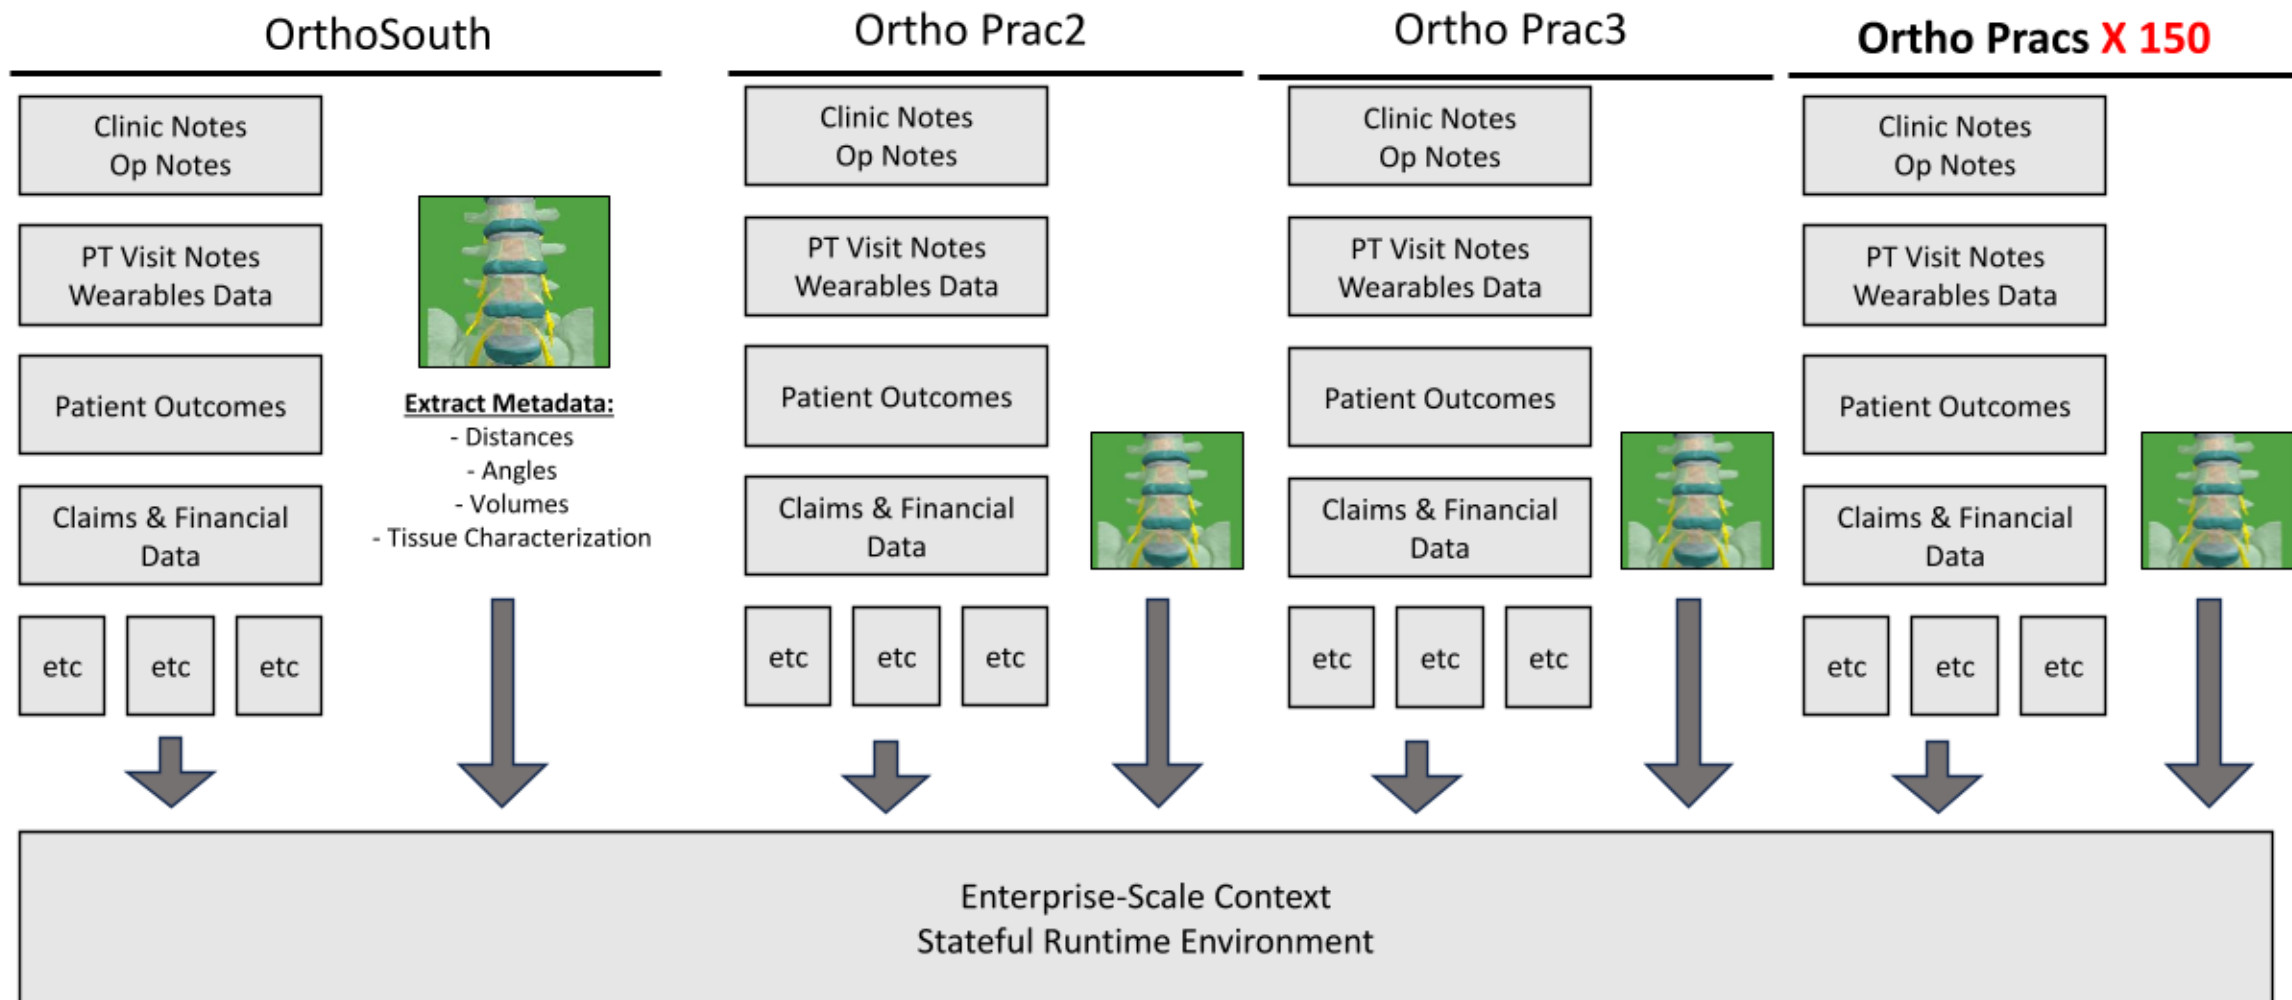 OrthoSouth
Clinic Notes
Op Notes
PT Visit Notes
Wearables Data
Patient Outcomes
Claims & Financial
Data
etc
etc
etc
Extract Metadata:
- Distances
- Angles
- Volumes
- Tissue Characterization
Ortho Prac2
Clinic Notes
Op Notes
PT Visit Notes
Wearables Data
Patient Outcomes
Claims & Financial
Data
etc
etc
etc
Ortho Prac3
Clinic Notes
Op Notes
PT Visit Notes
Wearables Data
Patient Outcomes
Claims & Financial
Data
etc
etc
etc
Ortho Pracs X 150
Clinic Notes
Op Notes
PT Visit Notes
Wearables Data
Patient Outcomes
Claims & Financial
Data
etc
etc
etc
Enterprise-Scale Context
Stateful Runtime Environment